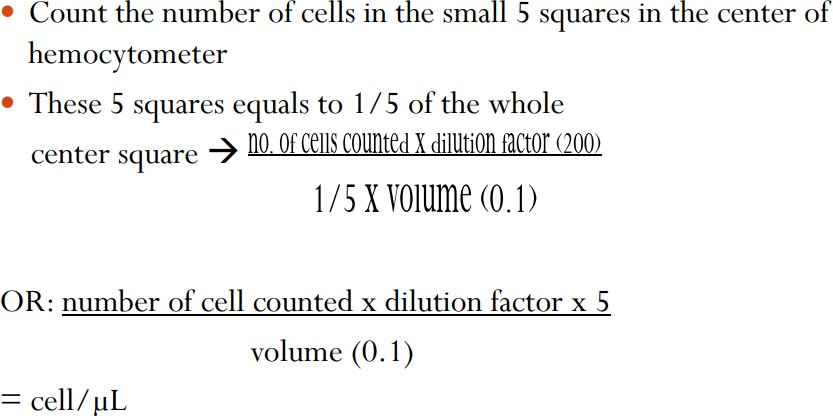 • Count the number of cells in the small 5 squares in the center of
hemocytometer
• These 5 squares equals to 1/5 of the whole
center square → no. of cells counted X dilution factor (200)
1/5 X volume (0.1)
OR: number of cell counted x dilution factor x 5
volume (0.1)
= cell/µL